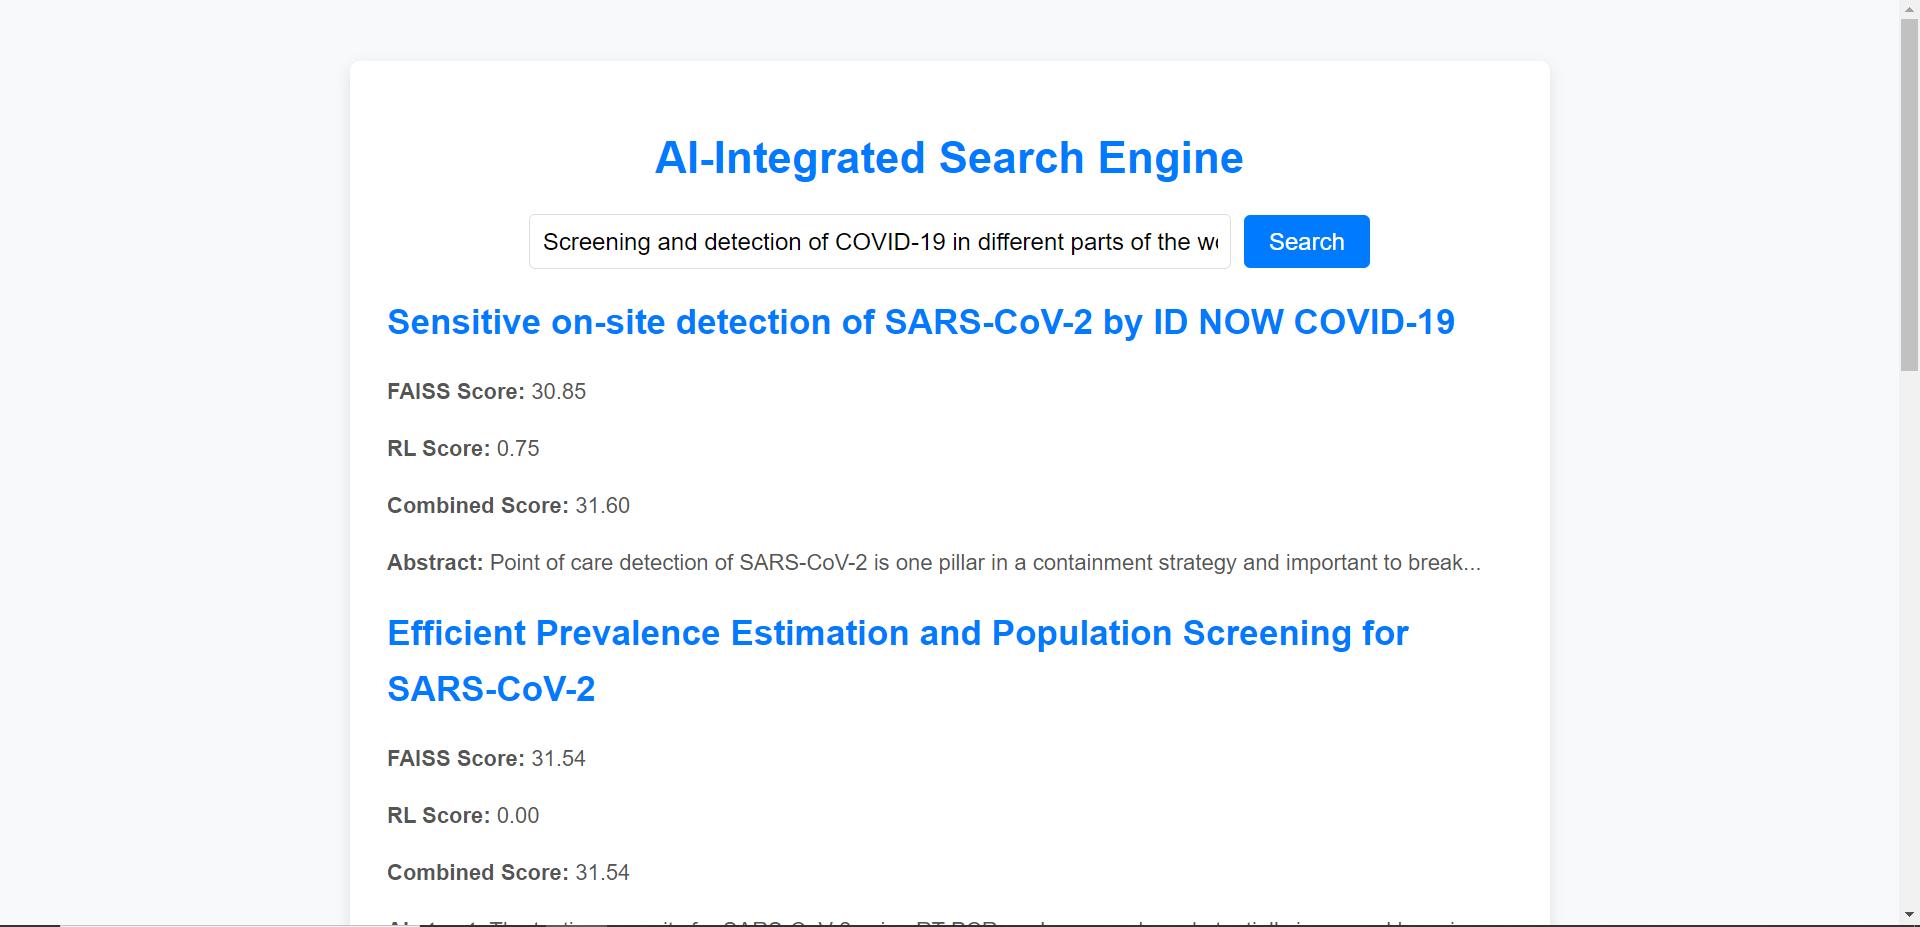 AI-Integrated Search Engine
Screening and detection of COVID-19 in different parts of the
Search
Sensitive on-site detection of SARS-CoV-2 by ID NOW COVID-19
FAISS Score: 30.85
RL Score: 0.75
Combined Score: 31.60
Abstract: Point of care detection of SARS-CoV-2 is one pillar in a containment strategy and important to break...
Efficient Prevalence Estimation and Population Screening for
SARS-CoV-2
FAISS Score: 31.54
RL Score: 0.00
Combined Score: 31.54